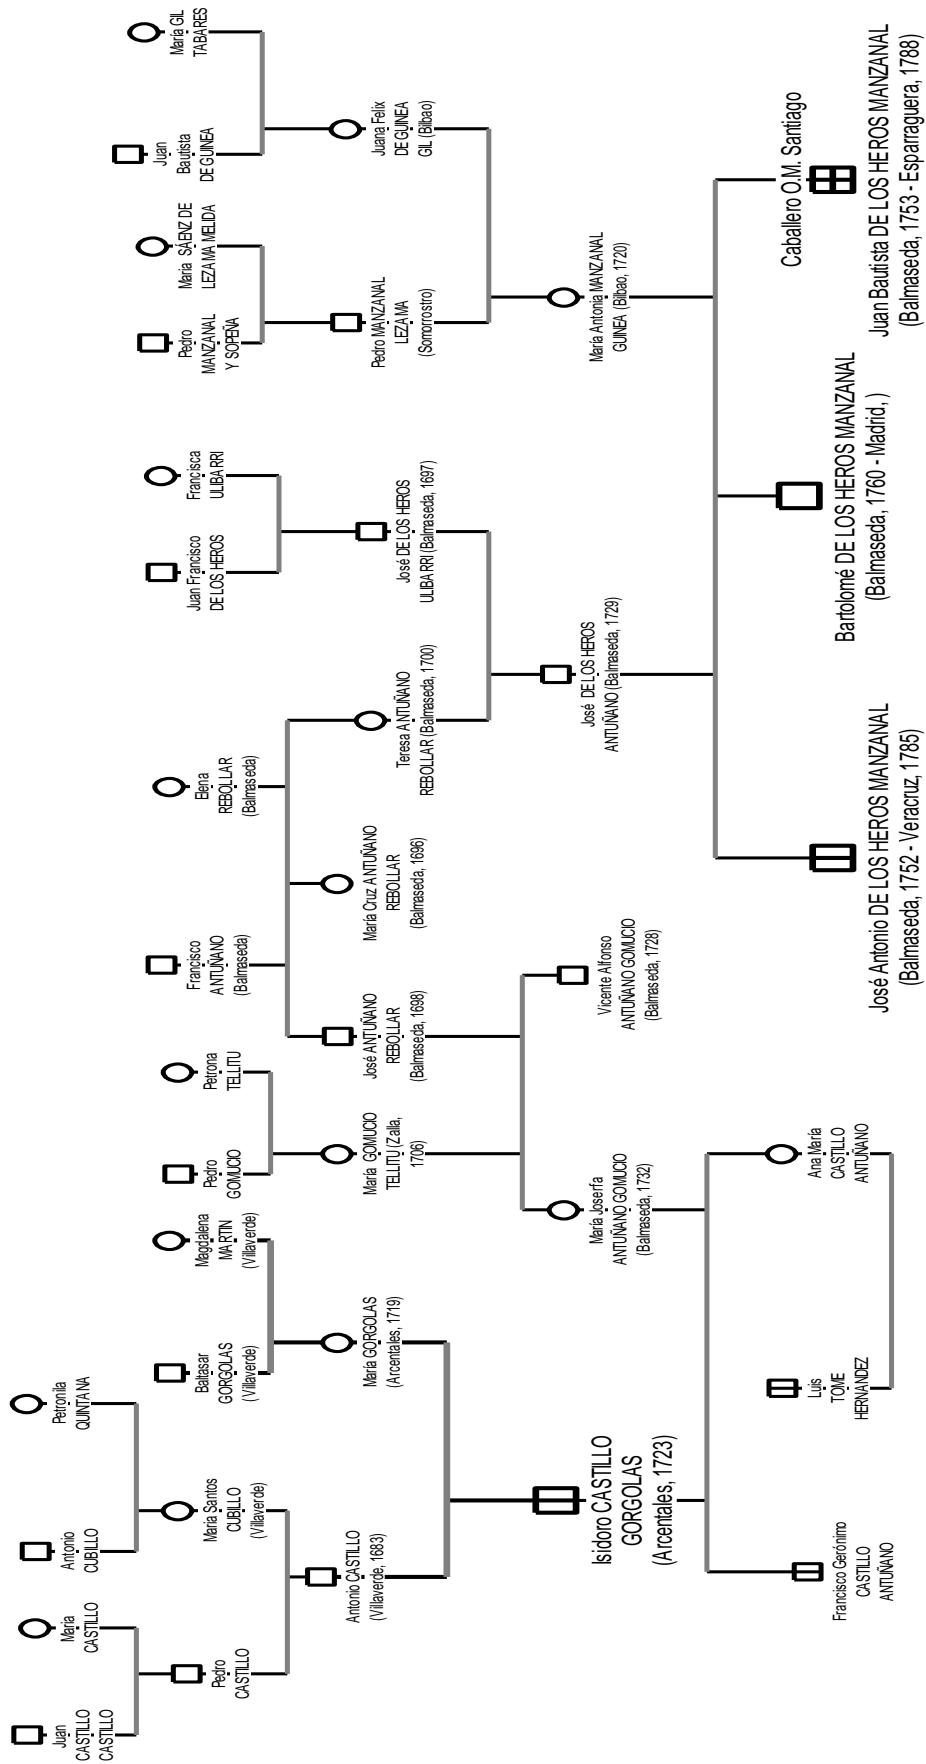 Juan
CASTILLO
CASTILLO
María
CASTILLO
Antonio
CUBILLO
Petronila
QUINTANA
Pedro
CASTILLO
María Santos
CUBILLO
(Villaverde)
Baltasar
GORGOLAS
(Villaverde)
Magdalena
MARTIN
(Villaverde)
Pedro
GOMUCIO
Petrona
TELLITU
Francisco
ANTUÑANO
(Balmaseda)
Elena
REBOLLAR
(Balmaseda)
Juan Francisco
DE LOS HEROS
Francisca
ULIBARRI
Pedro
MANZANAL
Y SOPEÑA
María SÁENZ DE
LEZAMA MELIDA
Juan
Bautista
DE GUINEA
María GIL
TABARES
Antonio CASTILLO
(Villaverde, 1683)
María GORGOLAS
(Arcentales, 1719)
María GOMUCIO
TELLITU (Zalla,
1706)
José ANTUÑANO
REBOLLAR
(Balmaseda, 1698)
María Cruz ANTUÑANO
REBOLLAR
(Balmaseda, 1696)
Teresa ANTUÑANO
REBOLLAR (Balmaseda, 1700)
José DE LOS HEROS
ULIBARRI (Balmaseda, 1697)
Pedro MANZANAL
LEZAMA
(Somorrostro)
Juana Felix
DE GUINEA
GIL (Bilbao)
Isidoro CASTILLO
GORGOLAS
(Arcentales, 1723)
María Joserfa
ANTUÑANO GOMUCIO
(Balmaseda, 1732)
Vicente Alfonso
ANTUÑANO GOMUCIO
(Balmaseda, 1728)
José DE LOS HEROS
ANTUÑANO (Balmaseda, 1729)
María Antonia MANZANAL
GUINEA (Bilbao, 1720)
Francisco Gerónimo
CASTILLO
ANTUÑANO
Luis
TOME
HERNANDEZ
Ana María
CASTILLO
ANTUÑANO
José Antonio DE LOS HEROS MANZANAL
(Balmaseda, 1752 - Veracruz, 1785)
Bartolomé DE LOS HEROS MANZANAL
(Balmaseda, 1760 - Madrid, )
Caballero O.M. Santiago
Juan Bautista DE LOS HEROS MANZANAL
(Balmaseda, 1753 - Esparraguera, 1788)